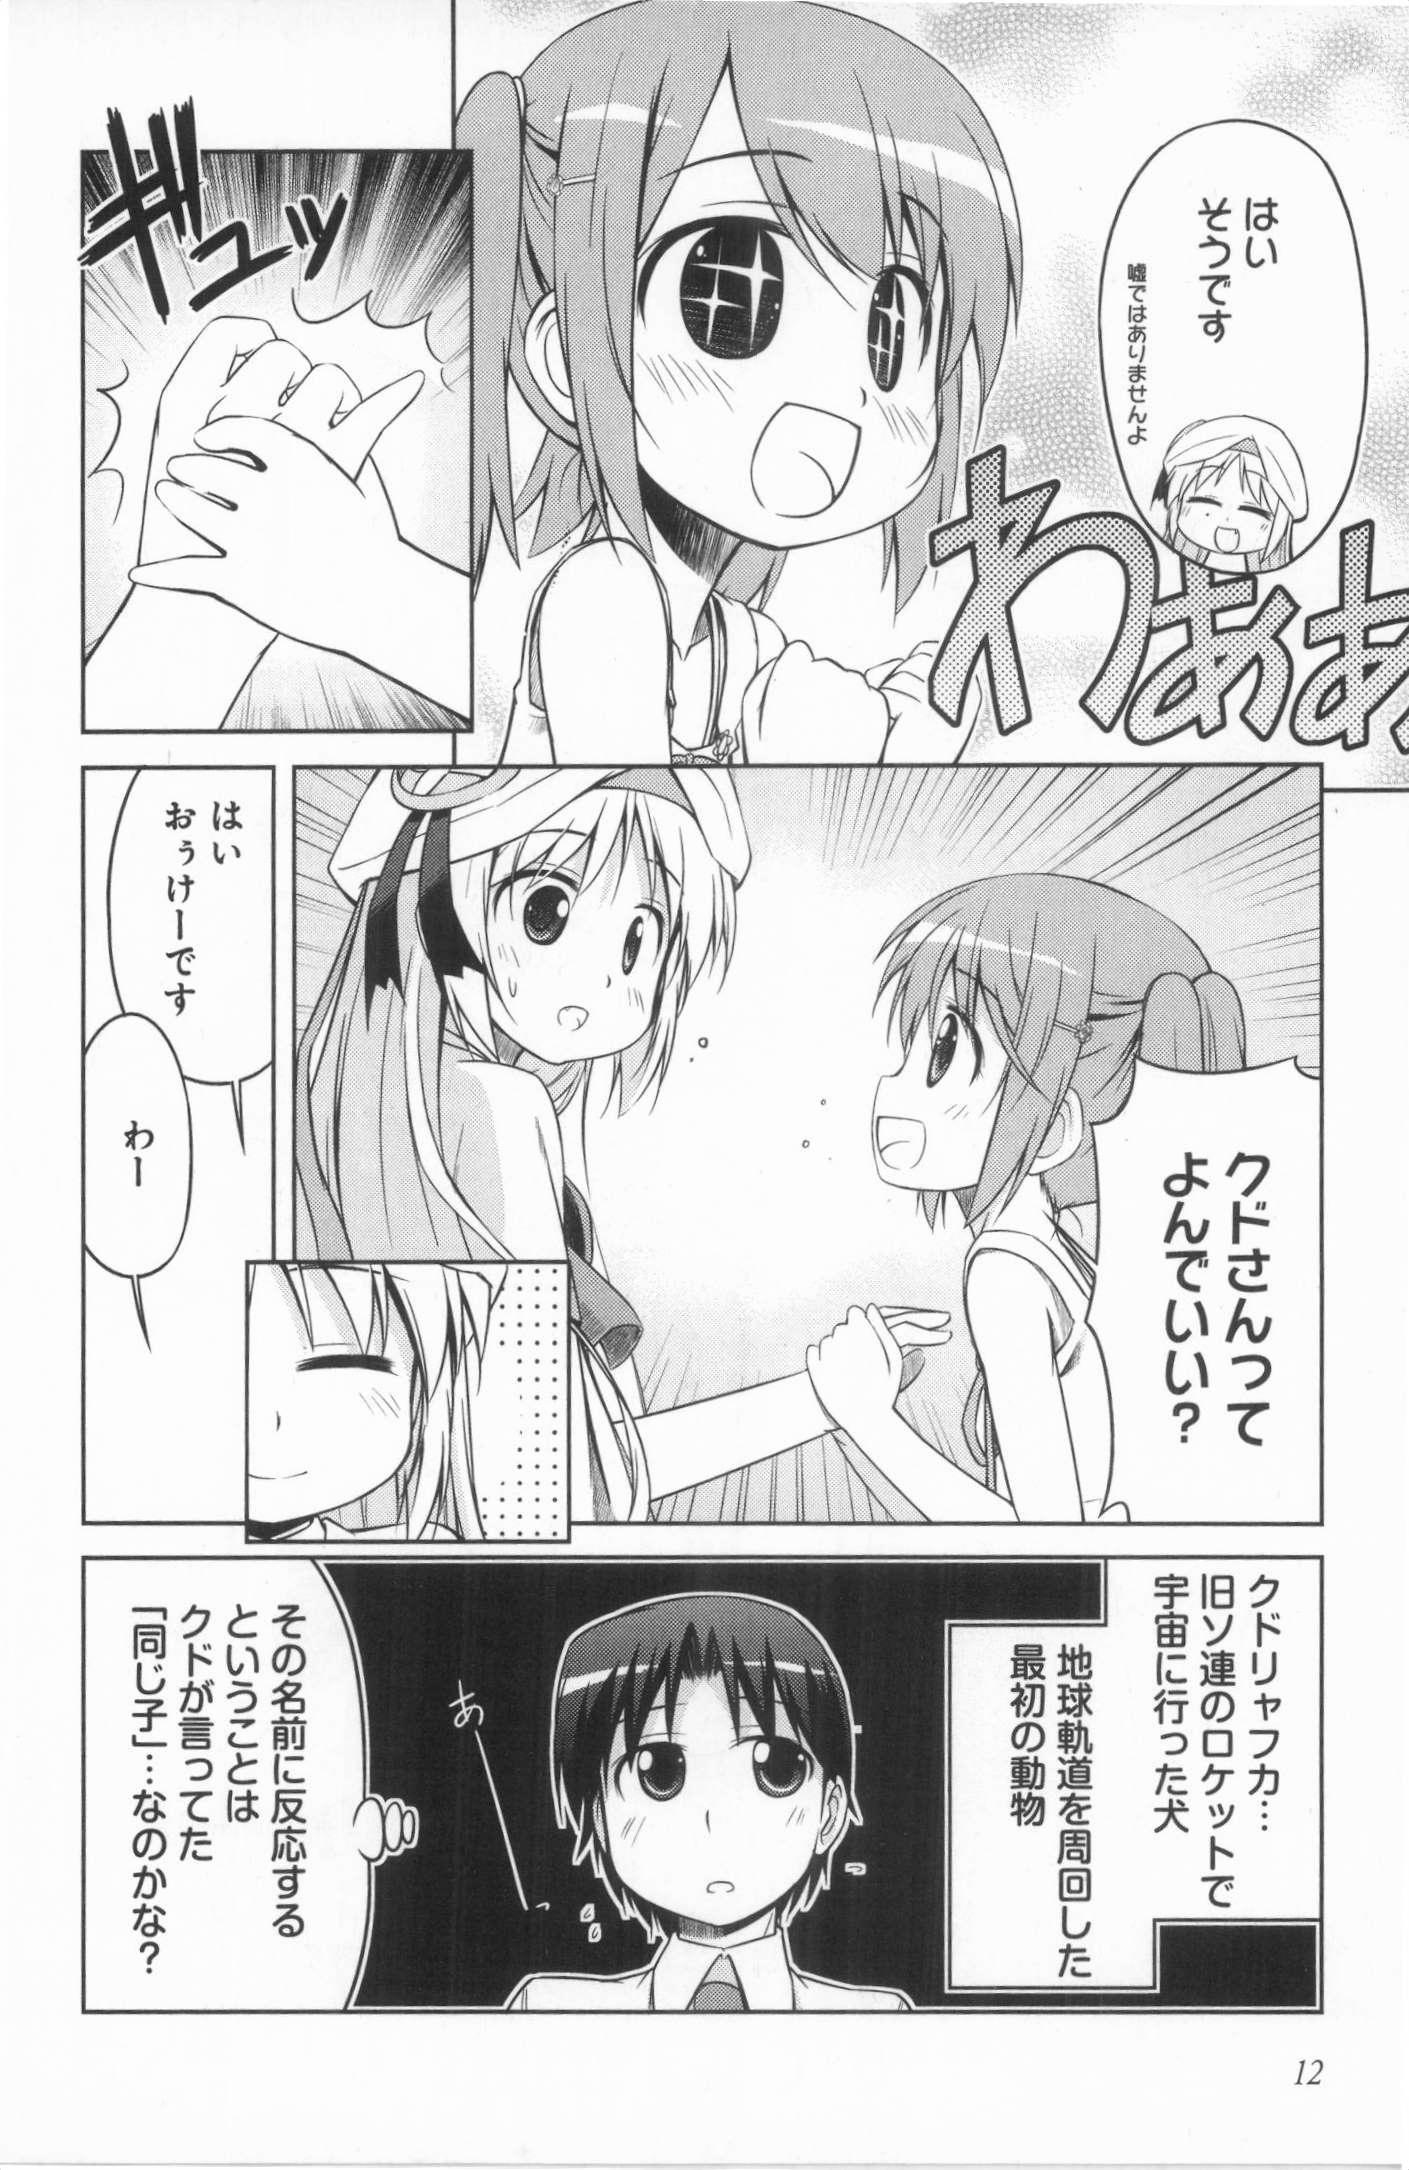 はい
そうです
嘘ではありませんよ
わぁあぁ
ギュッ
クドさんって
よんでいい？
はい
おぅけーです
わー
クドリャフカ…
旧ソ連のロケットで
宇宙に行った犬
地球軌道を周回した
最初の動物
あーっ
その名前に反応する
ということは
クドが言ってた
「同じ子」…なのかな？
12